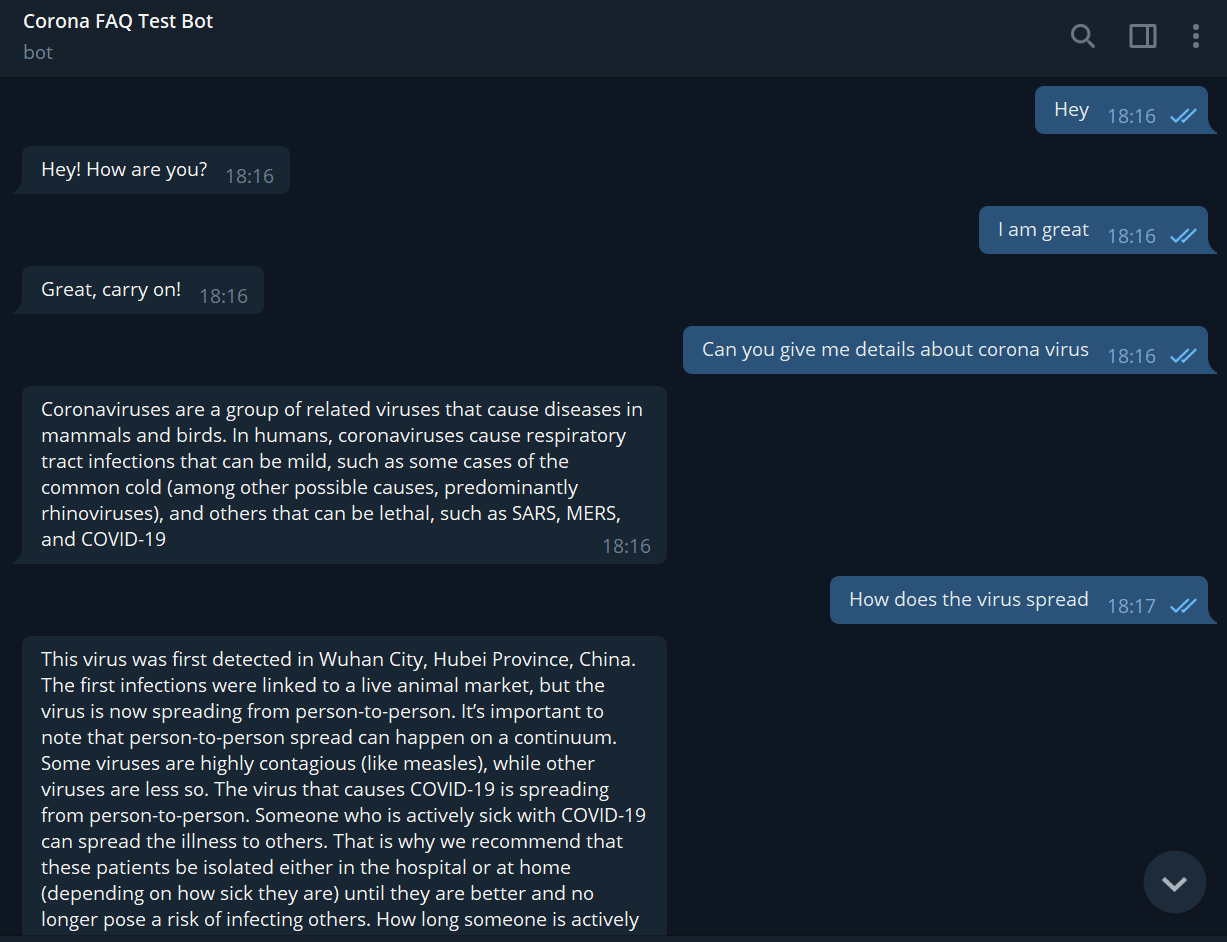 Corona FAQ Test Bot
bot
Hey 18:16
Hey! How are you? 18:16
I am great 18:16
Great, carry on! 18:16
Can you give me details about corona virus 18:16
Coronaviruses are a group of related viruses that cause diseases in
mammals and birds. In humans, coronaviruses cause respiratory
tract infections that can be mild, such as some cases of the
common cold (among other possible causes, predominantly
rhinoviruses), and others that can be lethal, such as SARS, MERS,
and COVID-19 18:16
How does the virus spread 18:17
This virus was first detected in Wuhan City, Hubei Province, China.
The first infections were linked to a live animal market, but the
virus is now spreading from person-to-person. It’s important to
note that person-to-person spread can happen on a continuum.
Some viruses are highly contagious (like measles), while other
viruses are less so. The virus that causes COVID-19 is spreading
from person-to-person. Someone who is actively sick with COVID-19
can spread the illness to others. That is why we recommend that
these patients be isolated either in the hospital or at home
(depending on how sick they are) until they are better and no
longer pose a risk of infecting others. How long someone is actively